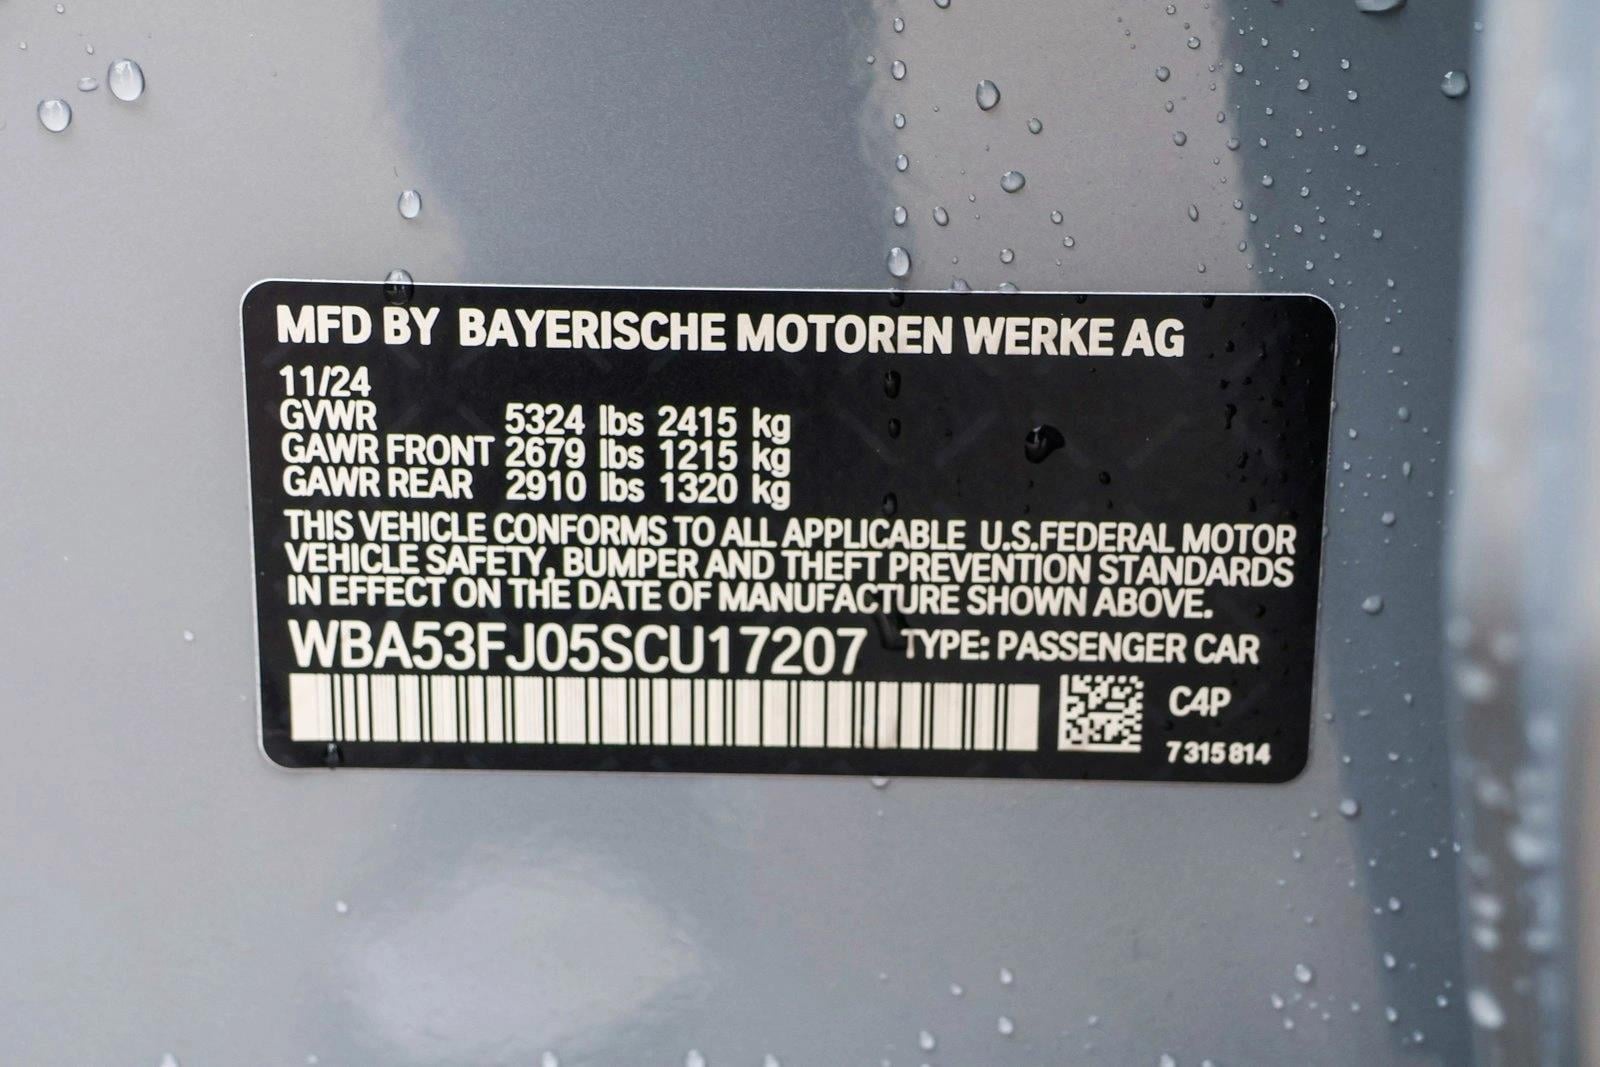 MFD BY BAYERISCHE MOTOREN WERKE AG
11/24
GVWR 5324 lbs 2415 kg
GAWR FRONT 2679 lbs 1215 kg
GAWR REAR 2910 lbs 1320 kg
THIS VEHICLE CONFORMS TO ALL APPLICABLE U.S.FEDERAL MOTOR
VEHICLE SAFETY, BUMPER AND THEFT PREVENTION STANDARDS
IN EFFECT ON THE DATE OF MANUFACTURE SHOWN ABOVE.
WBA53FJ05SCU17207 TYPE: PASSENGER CAR
C4P
7 315 814